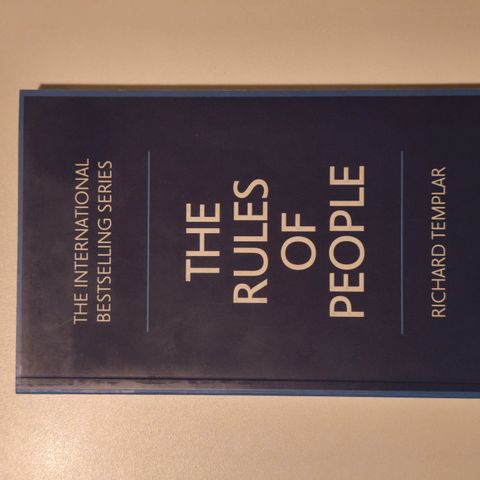 THE INTERNATIONAL
BESTSELLING SERIES
THE
RULES
OF
PEOPLE
RICHARD TEMPLAR